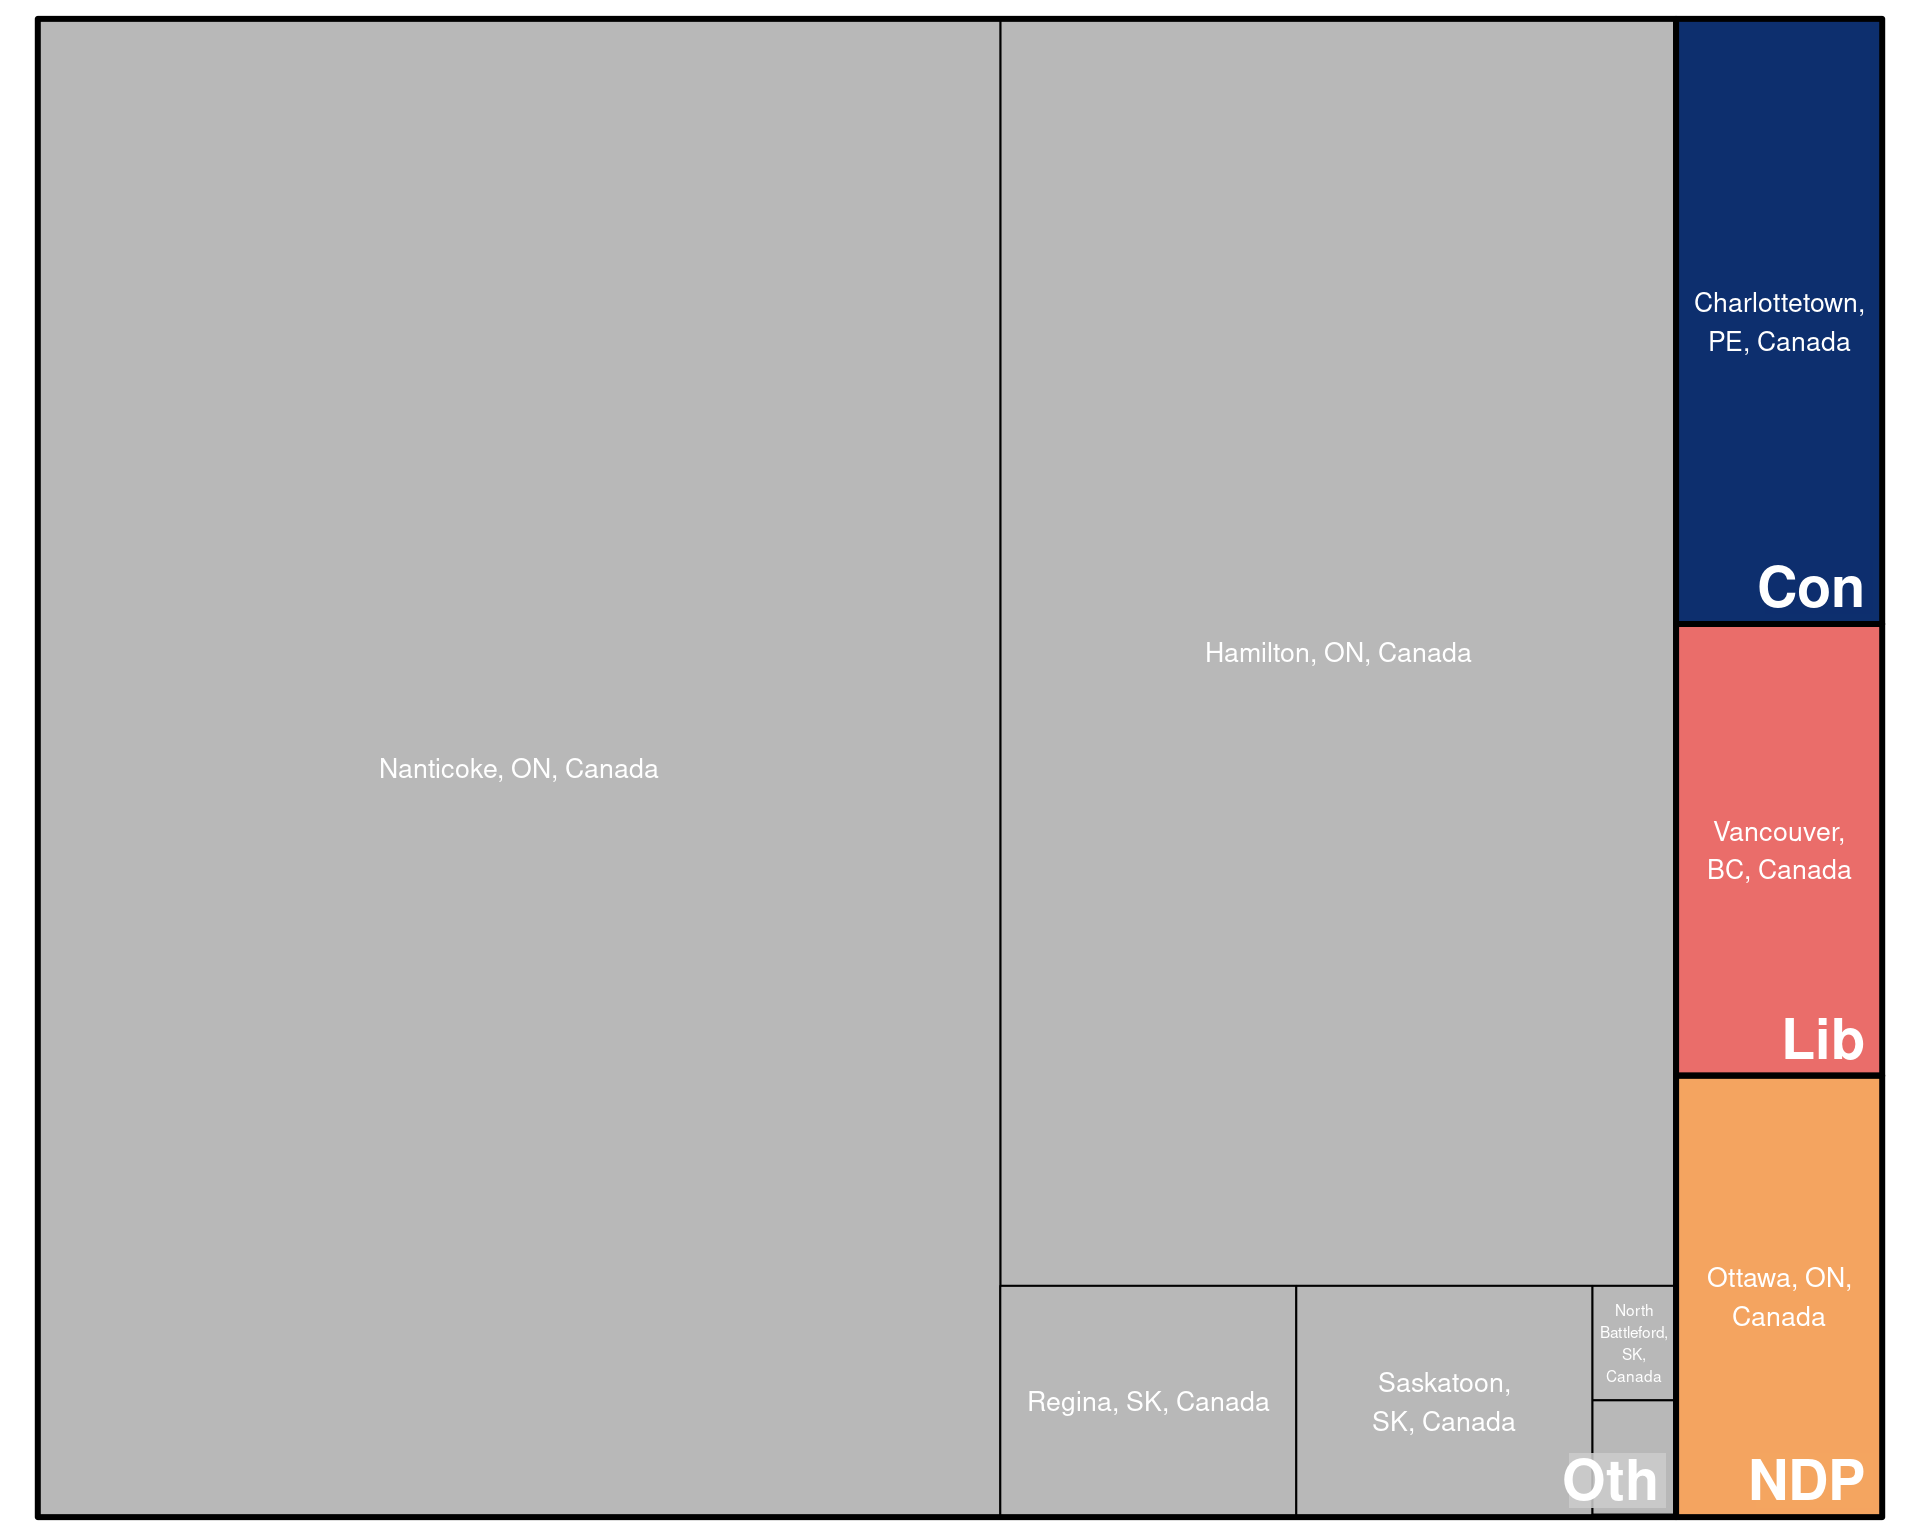 Nanticoke, ON, Canada
Hamilton, ON, Canada
Regina, SK, Canada
Saskatoon,
SK, Canada
North
Battleford,
SK,
Canada
Oth
Charlottetown,
PE, Canada
Con
Vancouver,
BC, Canada
Lib
Ottawa, ON,
Canada
NDP